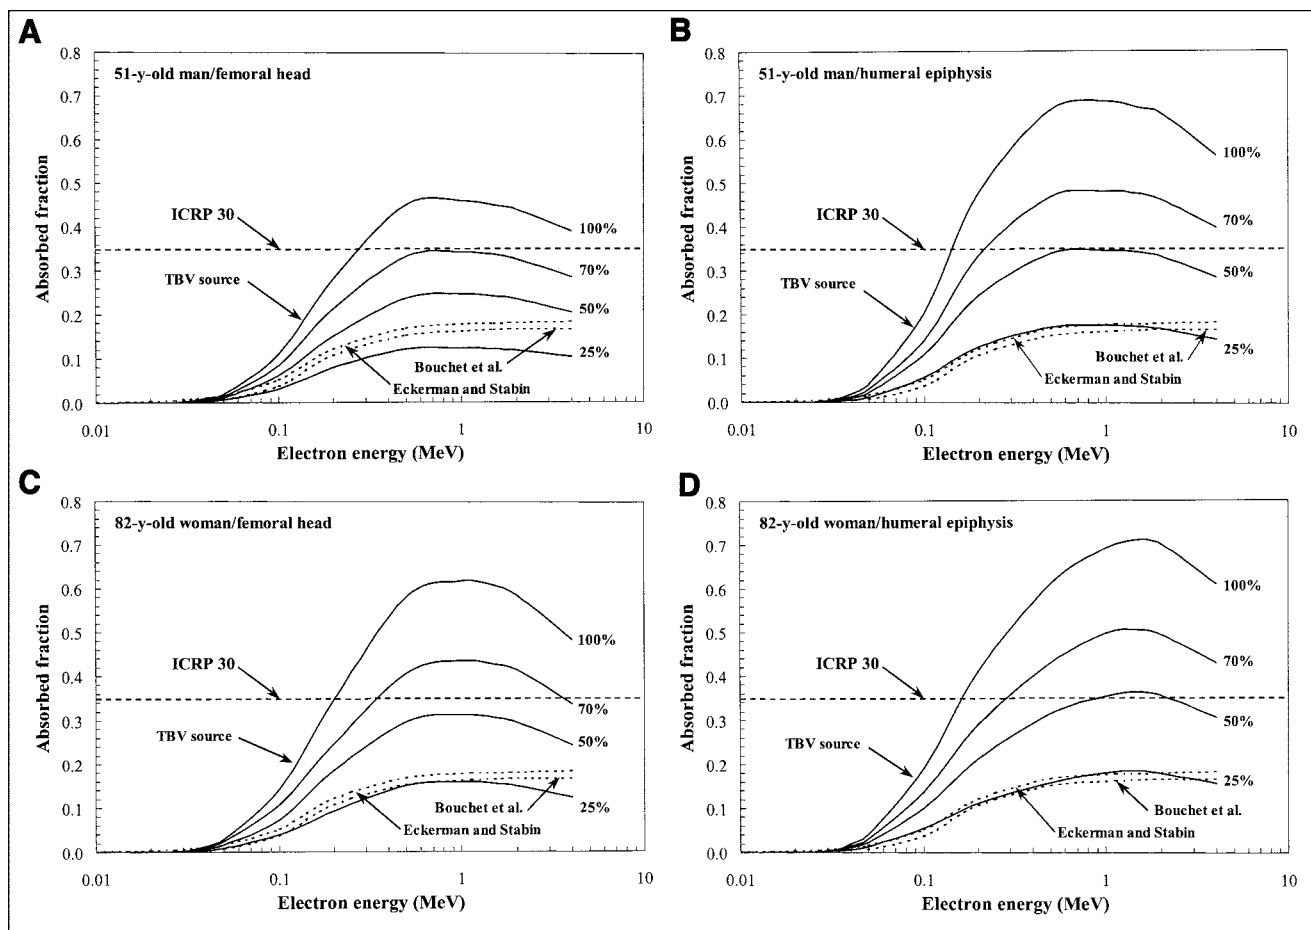 A
51-y-old man/femoral head
Absorbed fraction
0.8
0.7
0.6
0.5
0.4
0.3
0.2
0.1
0.0
ICRP 30
TBV source
100%
70%
50%
25%
Bouchet et al.
Eckerman and Stabin
0.01
0.1
1
10
Electron energy (MeV)
B
51-y-old man/humeral epiphysis
Absorbed fraction
0.8
0.7
0.6
0.5
0.4
0.3
0.2
0.1
0.0
100%
ICRP 30
70%
TBV source
50%
25%
Bouchet et al.
Eckerman and Stabin
0.01
0.1
1
10
Electron energy (MeV)
C
82-y-old woman/femoral head
Absorbed fraction
0.8
0.7
0.6
0.5
0.4
0.3
0.2
0.1
0.0
100%
ICRP 30
70%
TBV source
50%
Bouchet et al.
25%
Eckerman and Stabin
0.01
0.1
1
10
Electron energy (MeV)
D
82-y-old woman/humeral epiphysis
Absorbed fraction
0.8
0.7
0.6
0.5
0.4
0.3
0.2
0.1
0.0
100%
ICRP 30
70%
TBV source
50%
25%
Bouchet et al.
Eckerman and Stabin
0.01
0.1
1
10
Electron energy (MeV)